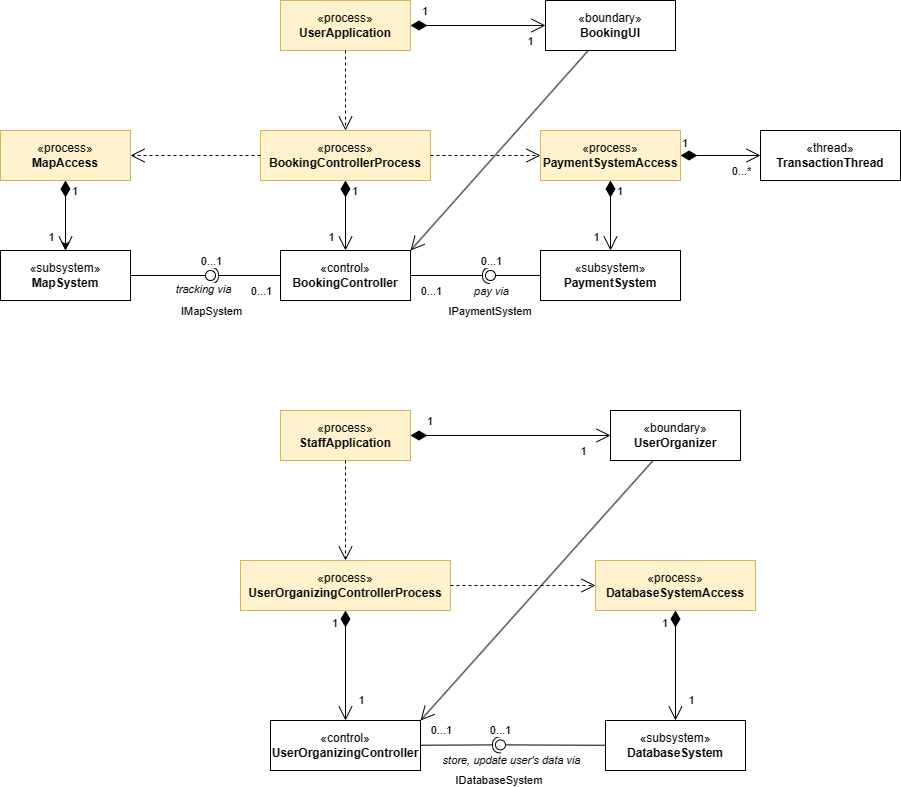 «process»
UserApplication
1
1
«boundary»
BookingUI
«process»
MapAccess
«process»
BookingControllerProcess
«process»
PaymentSystemAccess
1
0...*
«thread»
TransactionThread
1
1
1
1
1
1
«subsystem»
MapSystem
0...1
tracking via
0...1
IMapSystem
«control»
BookingController
0...1
0...1
pay via
IPaymentSystem
«subsystem»
PaymentSystem
«process»
StaffApplication
1
1
«boundary»
UserOrganizer
«process»
UserOrganizingControllerProcess
«process»
DatabaseSystemAccess
1
1
1
1
«control»
UserOrganizingController
0...1
0...1
store, update user's data via
IDatabaseSystem
«subsystem»
DatabaseSystem